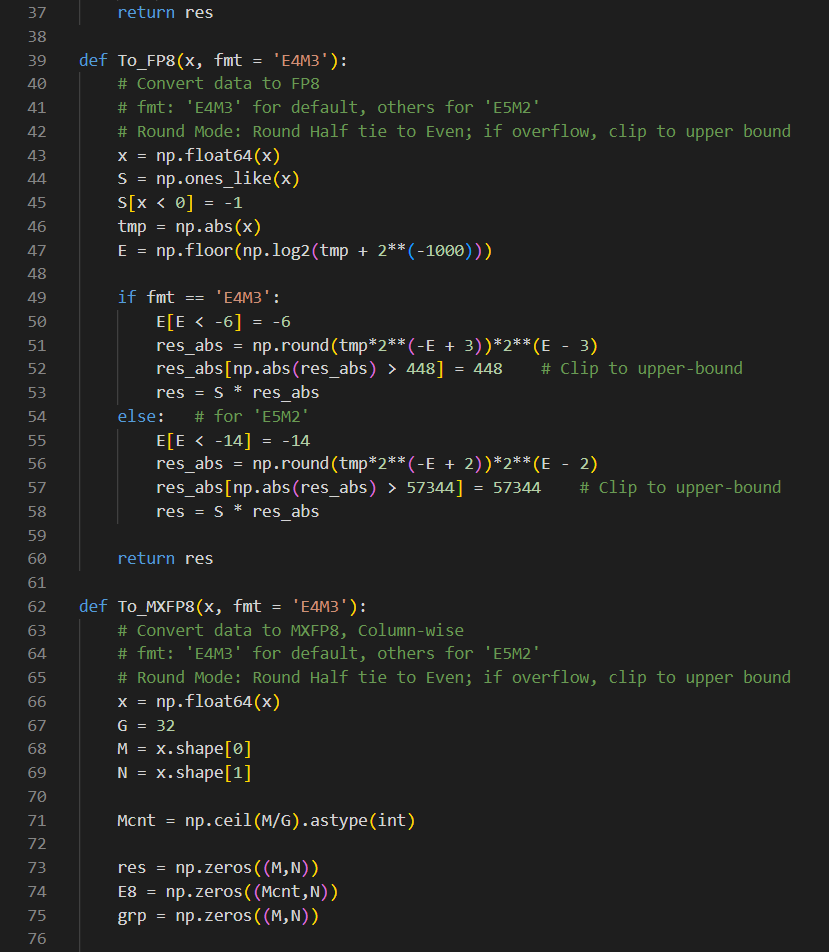 37 return res
38
39 def To_FP8(x, fmt = 'E4M3'):
40 # Convert data to FP8
41 # fmt: 'E4M3' for default, others for 'E5M2'
42 # Round Mode: Round Half tie to Even; if overflow, clip to upper bound
43 x = np.float64(x)
44 S = np.ones_like(x)
45 S[x < 0] = -1
46 tmp = np.abs(x)
47 E = np.floor(np.log2(tmp + 2**(-1000)))
48
49 if fmt == 'E4M3':
50 E[E < -6] = -6
51 res_abs = np.round(tmp*2**(-E + 3))*2**(E - 3)
52 res_abs[np.abs(res_abs) > 448] = 448 # Clip to upper-bound
53 res = S * res_abs
54 else: # for 'E5M2'
55 E[E < -14] = -14
56 res_abs = np.round(tmp*2**(-E + 2))*2**(E - 2)
57 res_abs[np.abs(res_abs) > 57344] = 57344 # Clip to upper-bound
58 res = S * res_abs
59
60 return res
61
62 def To_MXFP8(x, fmt = 'E4M3'):
63 # Convert data to MXFP8, Column-wise
64 # fmt: 'E4M3' for default, others for 'E5M2'
65 # Round Mode: Round Half tie to Even; if overflow, clip to upper bound
66 x = np.float64(x)
67 G = 32
68 M = x.shape[0]
69 N = x.shape[1]
70
71 Mcnt = np.ceil(M/G).astype(int)
72
73 res = np.zeros((M,N))
74 E8 = np.zeros((Mcnt,N))
75 grp = np.zeros((M,N))
76